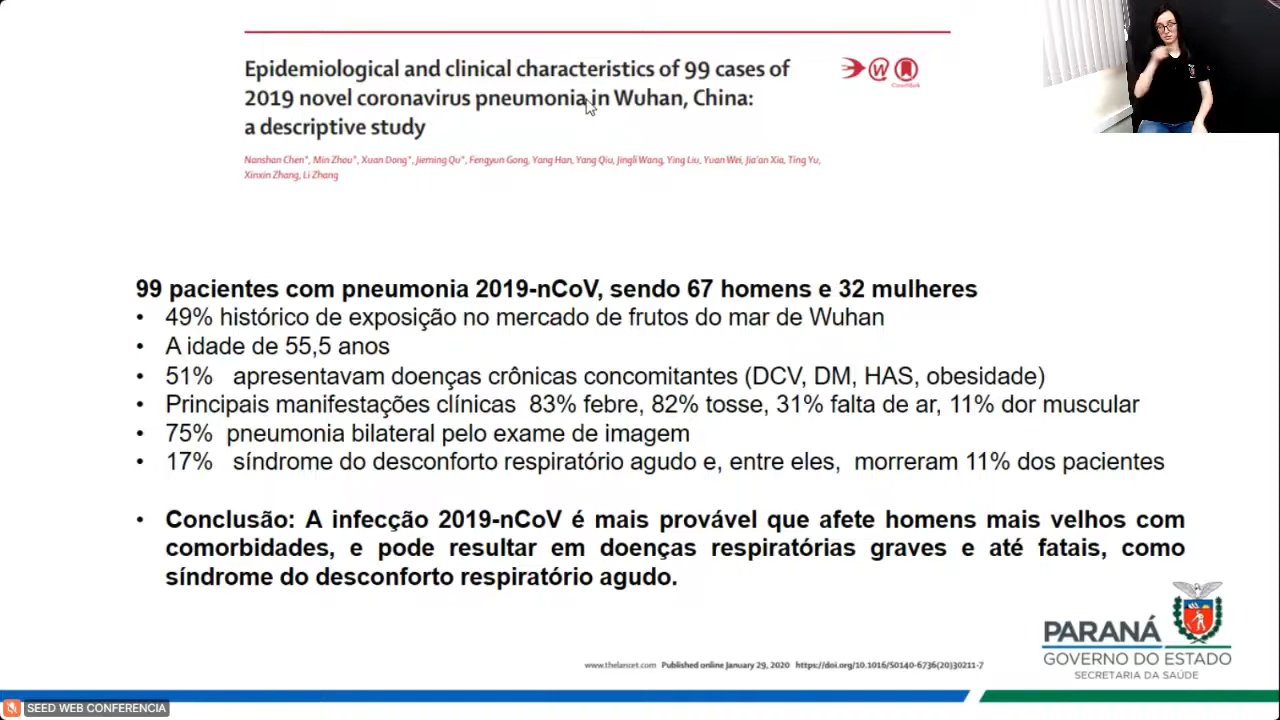 Epidemiological and clinical characteristics of 99 cases of
2019 novel coronavirus pneumonia in Wuhan, China:
a descriptive study
Nanshan Chen*, Min Zhou*, Xuan Dong*, Jieming Qu*, Fengyun Gong, Yang Han, Yang Qiu, Jingli Wang, Ying Liu, Yuan Wei, Jia'an Xia, Ting Yu,
Xinxin Zhang, Li Zhang
W
CrossMark
99 pacientes com pneumonia 2019-nCoV, sendo 67 homens e 32 mulheres
• 49% histórico de exposição no mercado de frutos do mar de Wuhan
• A idade de 55,5 anos
• 51% apresentavam doenças crônicas concomitantes (DCV, DM, HAS, obesidade)
• Principais manifestações clínicas 83% febre, 82% tosse, 31% falta de ar, 11% dor muscular
• 75% pneumonia bilateral pelo exame de imagem
• 17% síndrome do desconforto respiratório agudo e, entre eles, morreram 11% dos pacientes
• Conclusão: A infecção 2019-nCoV é mais provável que afete homens mais velhos com
comorbidades, e pode resultar em doenças respiratórias graves e até fatais, como
síndrome do desconforto respiratório agudo.
www.thelancet.com Published online January 29, 2020 https://doi.org/10.1016/S0140-6736(20)30211-7
PARANÁ
GOVERNO DO ESTADO
SECRETARIA DA SAÚDE
SEED WEB CONFERENCIA